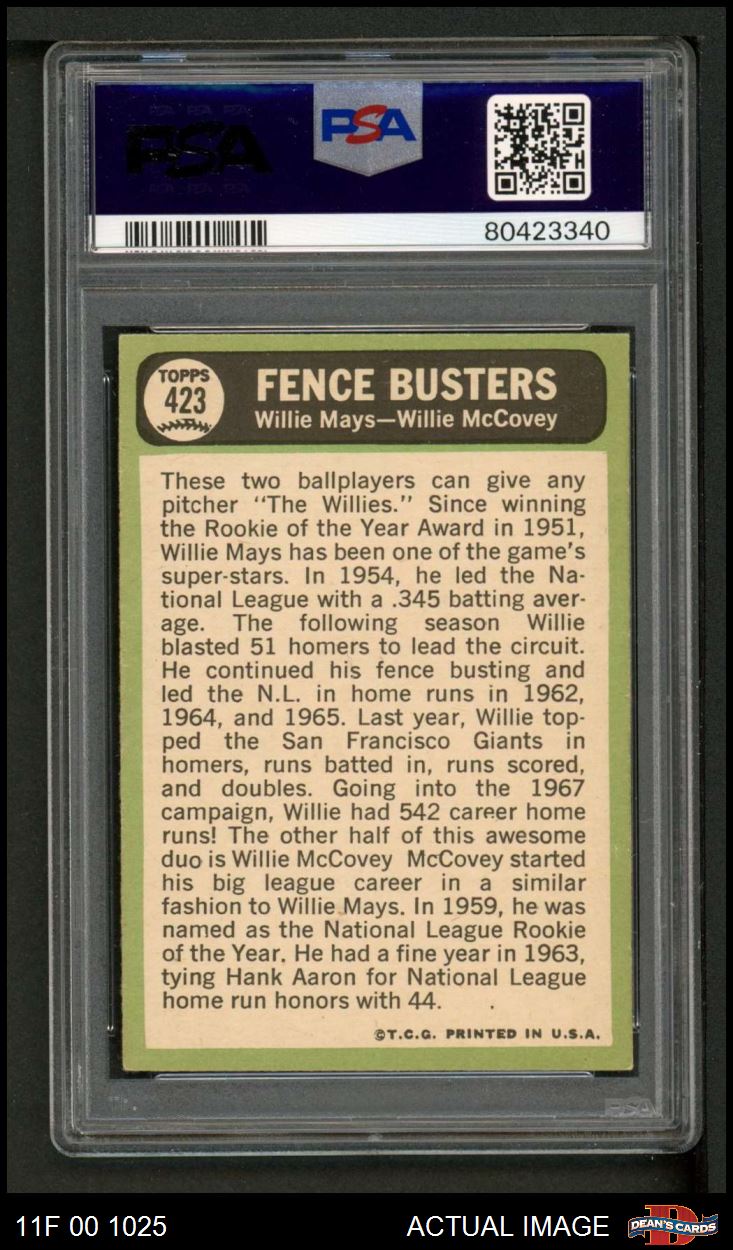 PSA PSA PSA
PSA
PSA PSA PSA
PSA
80423340
TOPPS
423
FENCE BUSTERS
Willie Mays—Willie McCovey
These two ballplayers can give any
pitcher "The Willies." Since winning
the Rookie of the Year Award in 1951,
Willie Mays has been one of the game's
super-stars. In 1954, he led the Na-
tional League with a .345 batting aver-
age. The following season Willie
blasted 51 homers to lead the circuit.
He continued his fence busting and
led the N.L. in home runs in 1962,
1964, and 1965. Last year, Willie top-
ped the San Francisco Giants in
homers, runs batted in, runs scored,
and doubles. Going into the 1967
campaign, Willie had 542 career home
runs! The other half of this awesome
duo is Willie McCovey McCovey started
his big league career in a similar
fashion to Willie Mays. In 1959, he was
named as the National League Rookie
of the Year. He had a fine year in 1963,
tying Hank Aaron for National League
home run honors with 44.
©T.C.G. PRINTED IN U.S.A.
PSA
11F 00 1025
ACTUAL IMAGE
D
DEAN'S CARDS